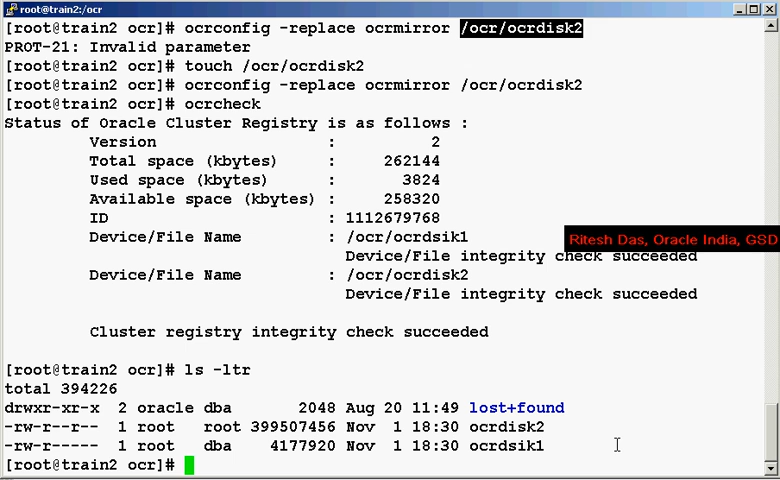 root@train2:/ocr
[root@train2 ocr]# ocrconfig -replace ocrmirror /ocr/ocrdisk2
PROT-21: Invalid parameter
[root@train2 ocr]# touch /ocr/ocrdisk2
[root@train2 ocr]# ocrconfig -replace ocrmirror /ocr/ocrdisk2
[root@train2 ocr]# ocrcheck
Status of Oracle Cluster Registry is as follows :
Version : 2
Total space (kbytes) : 262144
Used space (kbytes) : 3824
Available space (kbytes) : 258320
ID : 1112679768
Device/File Name : /ocr/ocrdsik1
Ritesh Das, Oracle India, GSD
Device/File integrity check succeeded
Device/File Name : /ocr/ocrdisk2
Device/File integrity check succeeded
Cluster registry integrity check succeeded
[root@train2 ocr]# ls -ltr
total 394226
drwxr-xr-x 2 oracle dba 2048 Aug 20 11:49 lost+found
-rw-r--r-- 1 root root 399507456 Nov 1 18:30 ocrdisk2
-rw-r----- 1 root dba 4177920 Nov 1 18:30 ocrdsik1
[root@train2 ocr]#